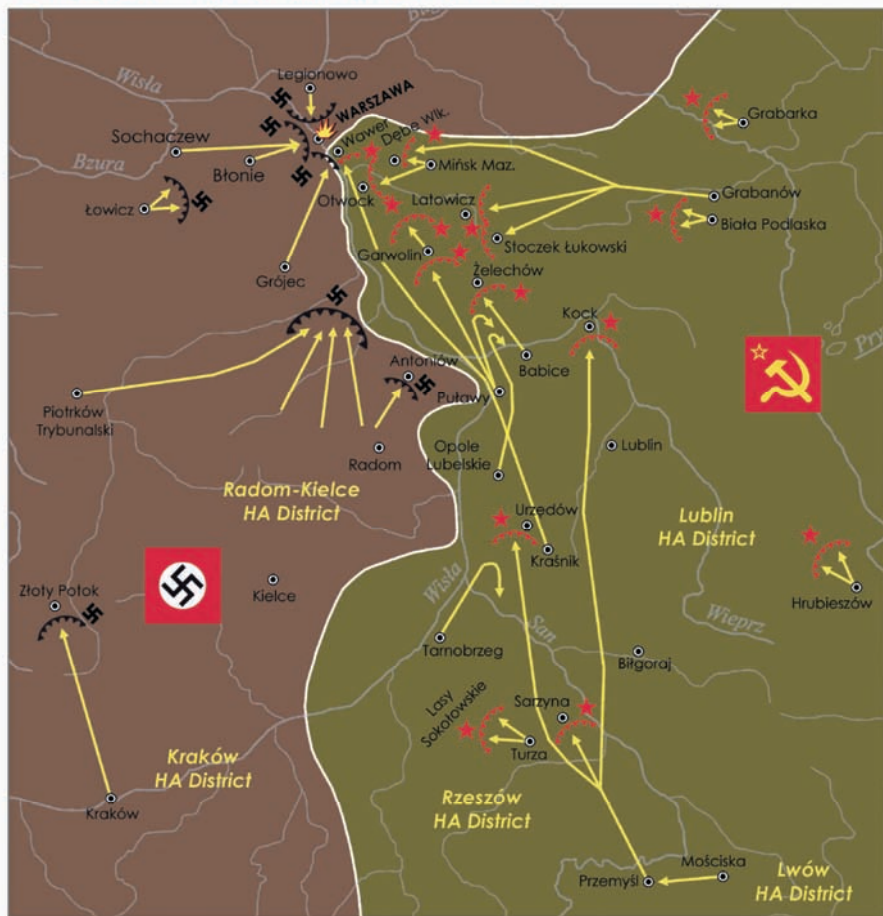 Wisła
Bug
Legionowo
WARSZAWA
Wawer
Dębe Wlk.
Grabarka
Sochaczew
Bzura
Błonie
Mińsk Maz.
Otwock
Łowicz
Latowicz
Grabanów
Biała Podlaska
Stoczek Łukowski
Garwolin
Grójec
Żelechów
Kock
Pry
Antoniów
Babice
Piotrków
Trybunalski
Puławy
Radom
Opole
Lubelskie
Lublin
Radom-Kielce
HA District
Urzędów
Lublin
HA District
Kraśnik
Złoty Potok
Kielce
Wisła
Hrubieszów
San
Wieprz
Tarnobrzeg
Biłgoraj
Lasy
Sokołowskie
Sarzyna
Turza
Kraków
HA District
Kraków
Rzeszów
HA District
Mościska
Przemyśl
Lwów
HA District